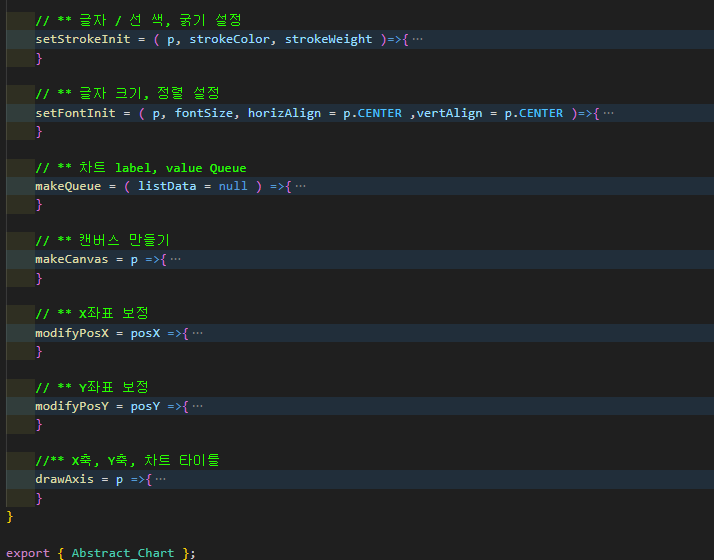 // ** 글자 / 선 색, 굵기 설정
setStrokeInit = ( p, strokeColor, strokeWeight )=>{ ⋯
}
// ** 글자 크기, 정렬 설정
setFontInit = ( p, fontSize, horizAlign = p.CENTER ,vertAlign = p.CENTER )=>{ ⋯
}
// ** 차트 label, value Queue
makeQueue = ( listData = null ) =>{ ⋯
}
// ** 캔버스 만들기
makeCanvas = p =>{ ⋯
}
// ** X좌표 보정
modifyPosX = posX =>{ ⋯
}
// ** Y좌표 보정
modifyPosY = posY =>{ ⋯
}
//** X축, Y축, 차트 타이틀
drawAxis = p =>{ ⋯
}
}
export { Abstract_Chart };